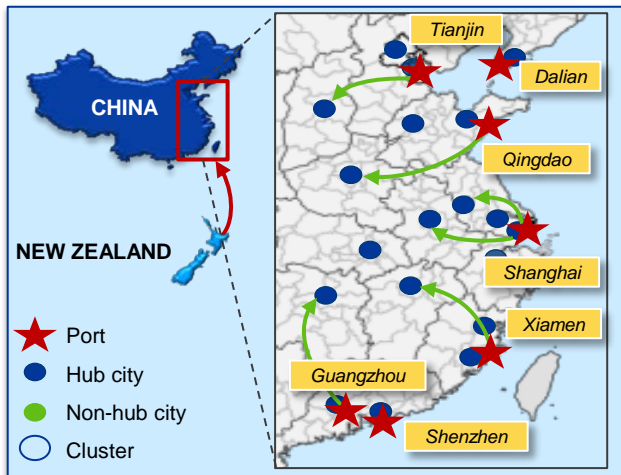 CHINA
NEW ZEALAND
Port
Hub city
Non-hub city
Cluster
Tianjin
Dalian
Qingdao
Shanghai
Xiamen
Guangzhou
Shenzhen